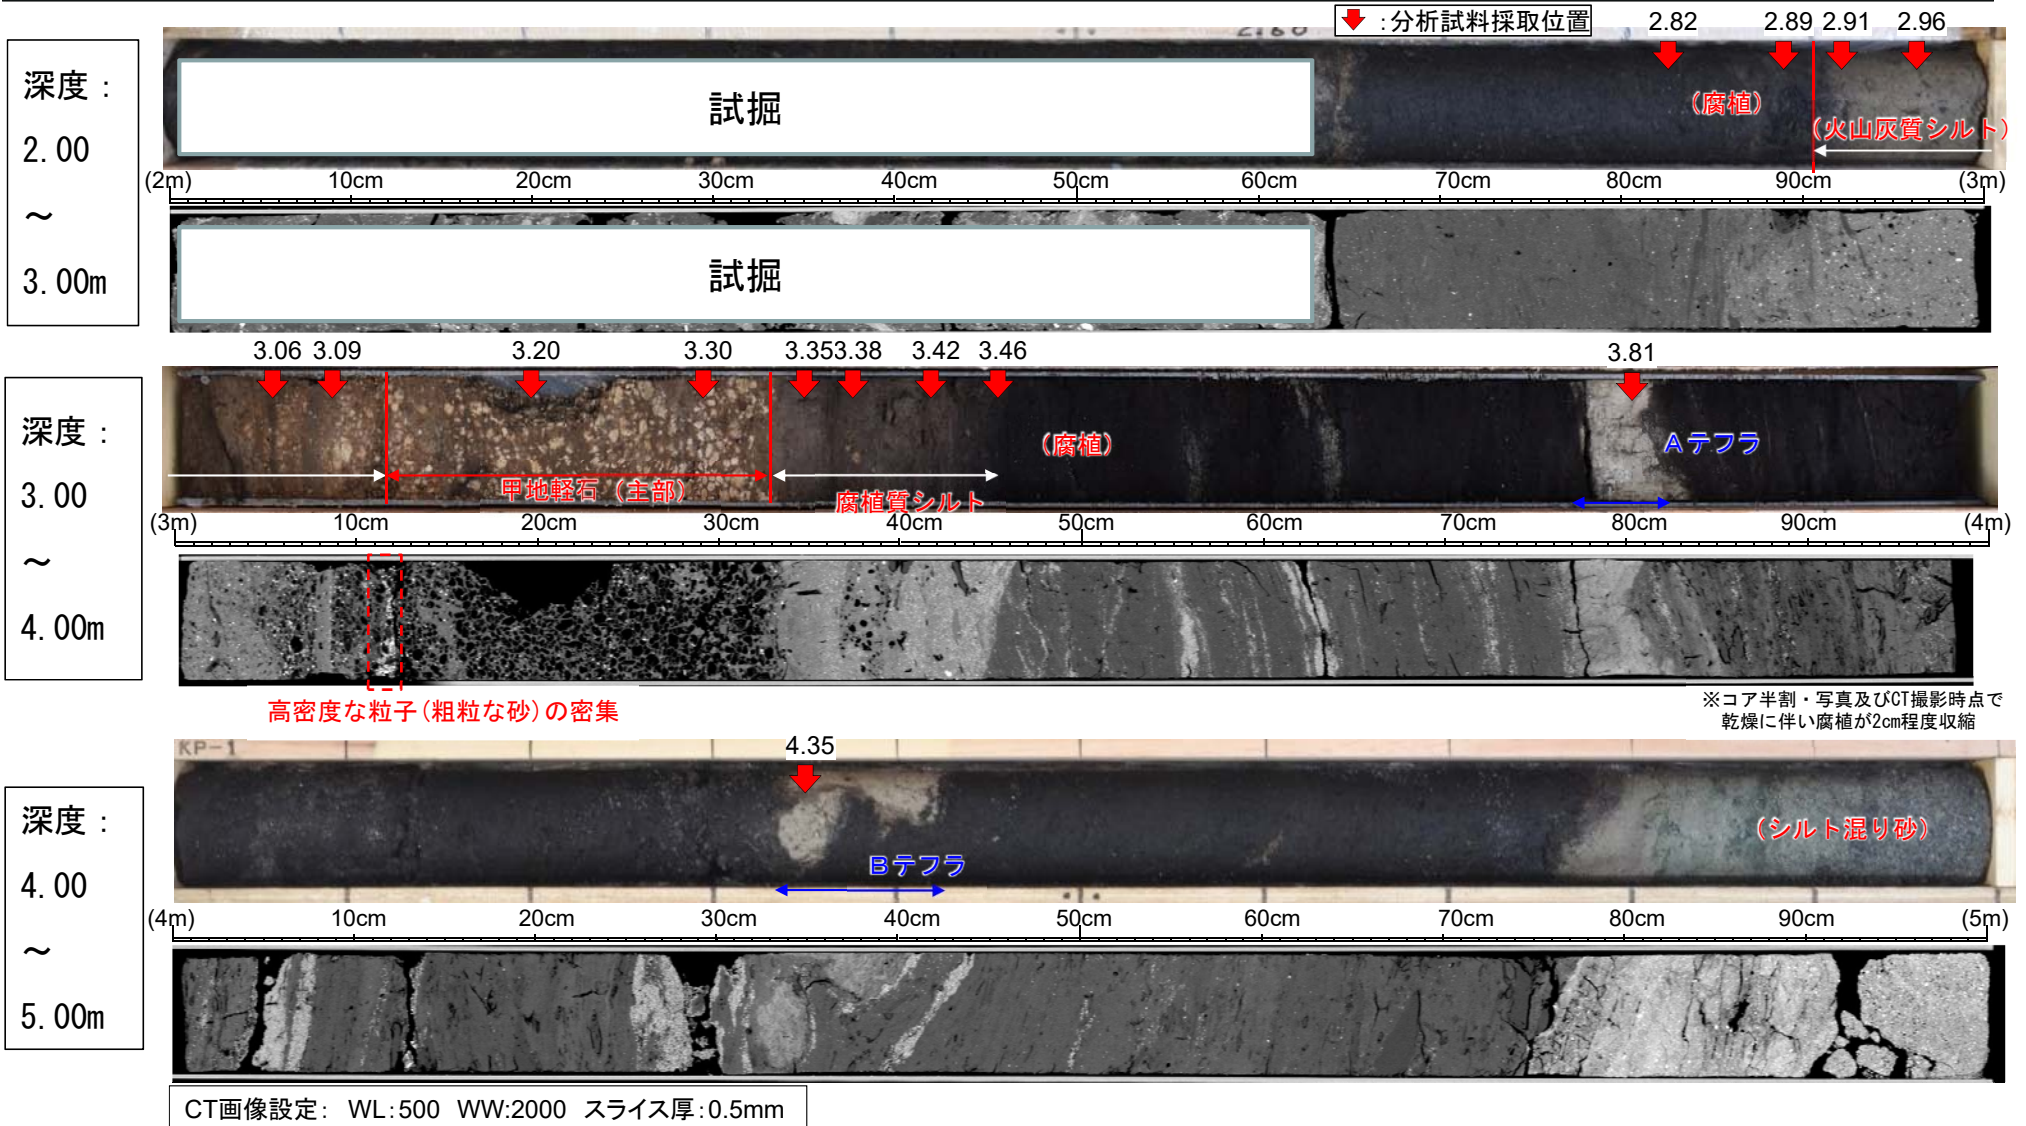 :分析試料採取位置
2.82 2.89 2.91 2.96
深度：
2.00
～
3.00m
試掘
(腐植)
(火山灰質シルト)
(2m) 10cm 20cm 30cm 40cm 50cm 60cm 70cm 80cm 90cm (3m)
試掘
3.06 3.09 3.20 3.30 3.35 3.38 3.42 3.46 3.81
深度：
3.00
～
4.00m
(腐植)
Aテフラ
甲地軽石（主部）
腐植質シルト
(3m) 10cm 20cm 30cm 40cm 50cm 60cm 70cm 80cm 90cm (4m)
高密度な粒子(粗粒な砂)の密集
※コア半割・写真及びCT撮影時点で
乾燥に伴い腐植が2cm程度収縮
KP-1
4.35
深度：
4.00
～
5.00m
(シルト混り砂)
Bテフラ
(4m) 10cm 20cm 30cm 40cm 50cm 60cm 70cm 80cm 90cm (5m)
CT画像設定： WL:500 WW:2000 スライス厚:0.5mm